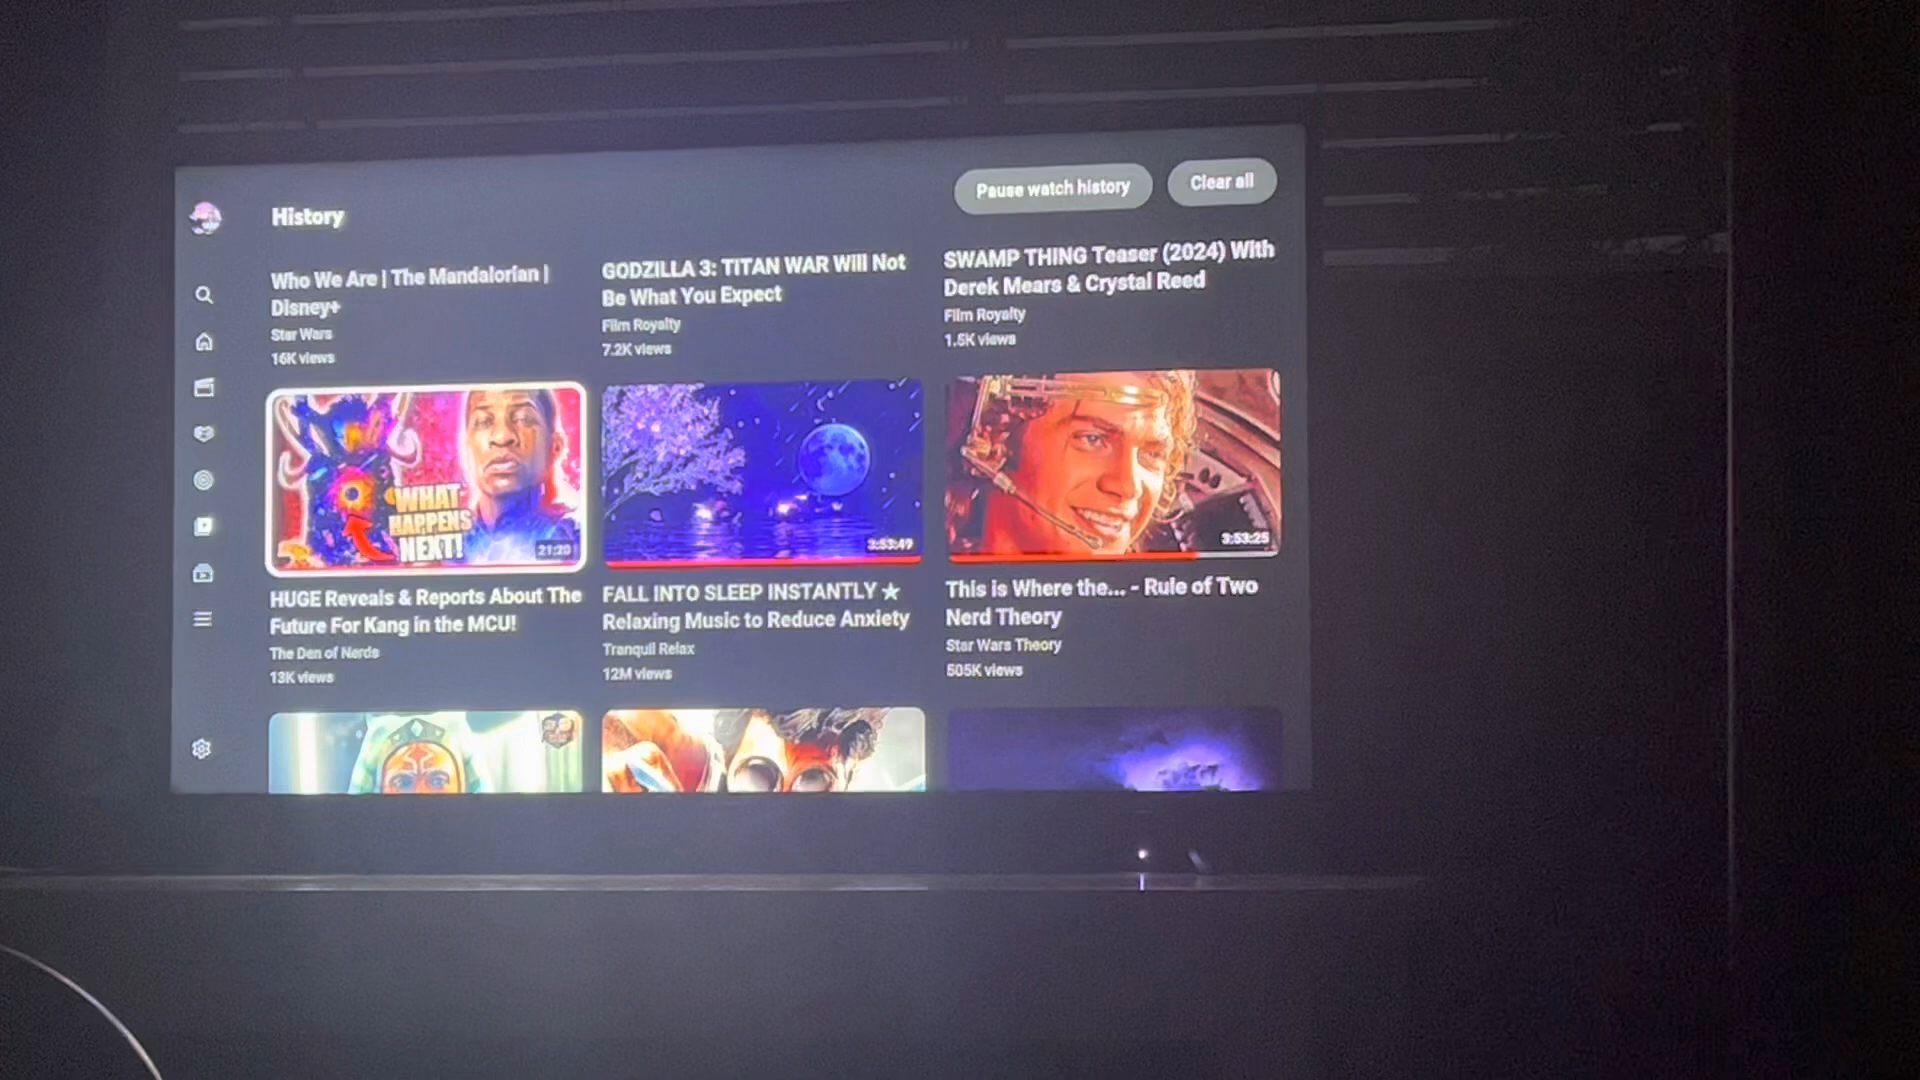 Pause watch history
Clear all
History
Who We Are | The Mandalorian |
Disney+
Star Wars
16K views
GODZILLA 3: TITAN WAR Will Not
Be What You Expect
Film Royalty
7.2K views
SWAMP THING Teaser (2024) With
Derek Mears & Crystal Reed
Film Royalty
1.5K views
WHAT
HAPPENS
NEXT!
21:20
3:53:49
3:53:25
HUGE Reveals & Reports About The
Future For Kang in the MCU!
The Den of Nerds
13K views
FALL INTO SLEEP INSTANTLY ★
Relaxing Music to Reduce Anxiety
Tranquil Relax
12M views
This is Where the... - Rule of Two
Nerd Theory
Star Wars Theory
505K views